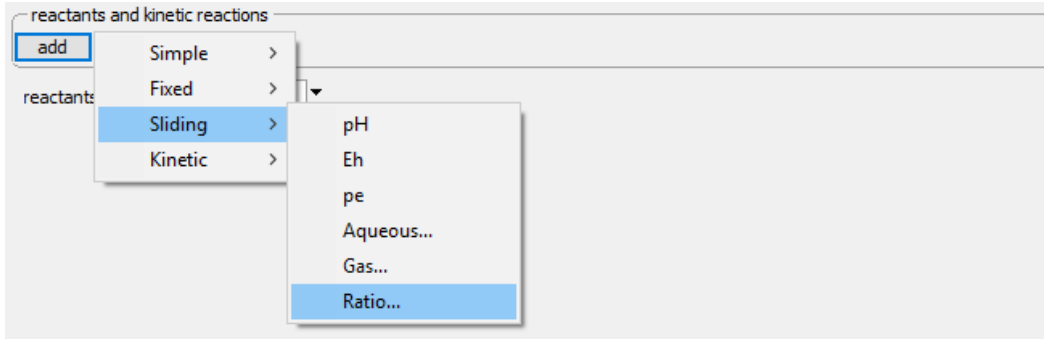 reactants and kinetic reactions
add
Simple >
Fixed >
reactants
Sliding >
Kinetic >
pH
Eh
pe
Aqueous...
Gas...
Ratio...